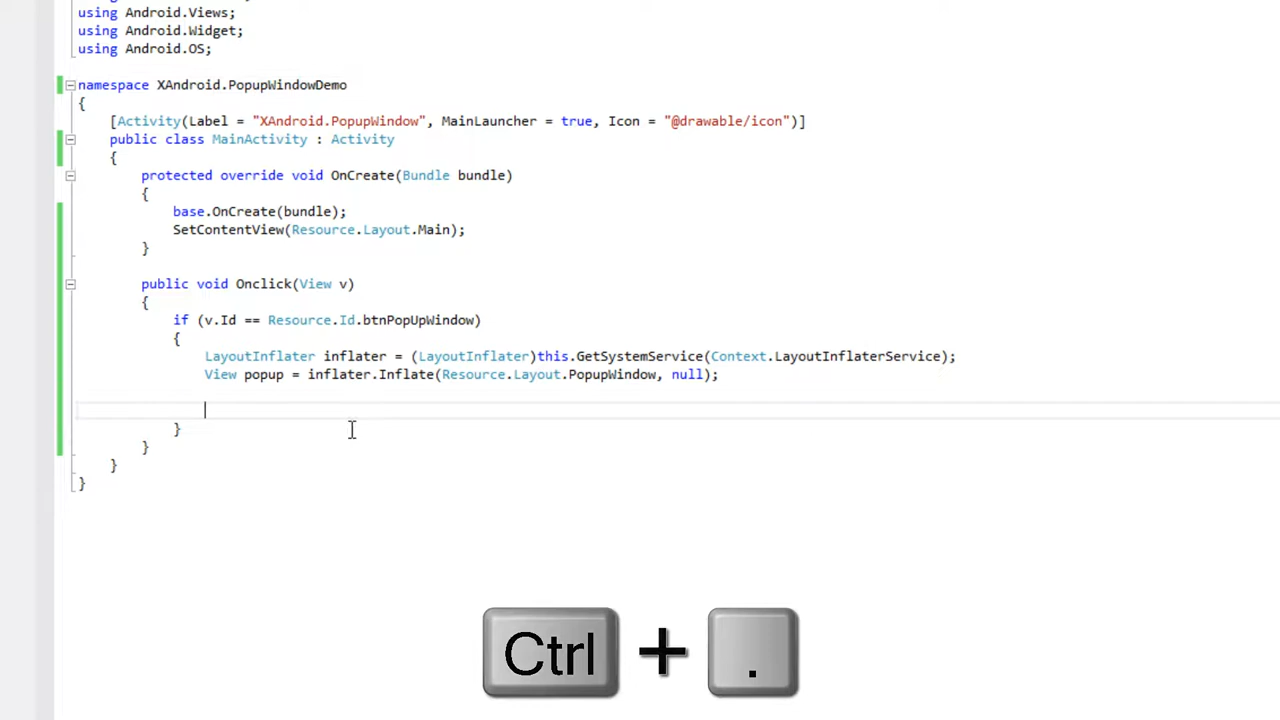 using Android.Views;
using Android.Widget;
using Android.OS;
namespace XAndroid.PopupWindowDemo
{
[Activity(Label = "XAndroid.PopupWindow", MainLauncher = true, Icon = "@drawable/icon")]
public class MainActivity : Activity
{
protected override void OnCreate(Bundle bundle)
{
base.OnCreate(bundle);
SetContentView(Resource.Layout.Main);
}
public void Onclick(View v)
{
if (v.Id == Resource.Id.btnPopUpWindow)
{
LayoutInflater inflater = (LayoutInflater)this.GetSystemService(Context.LayoutInflaterService);
View popup = inflater.Inflate(Resource.Layout.PopupWindow, null);
}
}
}
}
Ctrl + .